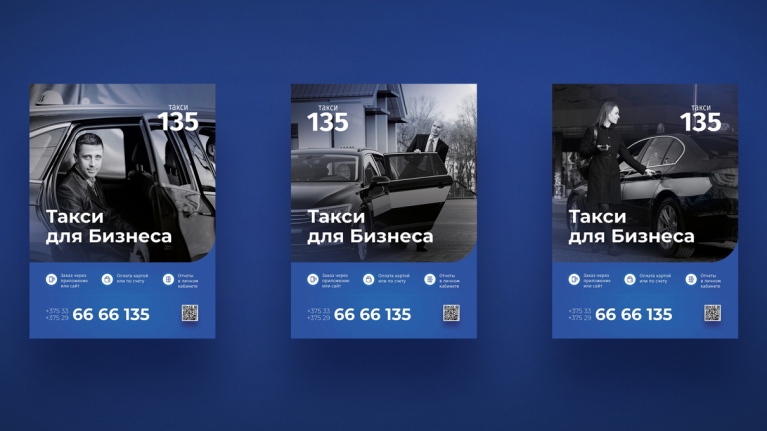 такси
135
Такси
для Бизнеса
Заказ через
приложение
или сайт
Оплата картой
или по счёту
Отчеты
в личном
кабинете
+375 33
+375 29
66 66 135
такси
135
Такси
для Бизнеса
Заказ через
приложение
или сайт
Оплата картой
или по счёту
Отчеты
в личном
кабинете
+375 33
+375 29
66 66 135
такси
135
Такси
для Бизнеса
Заказ через
приложение
или сайт
Оплата картой
или по счёту
Отчеты
в личном
кабинете
+375 33
+375 29
66 66 135